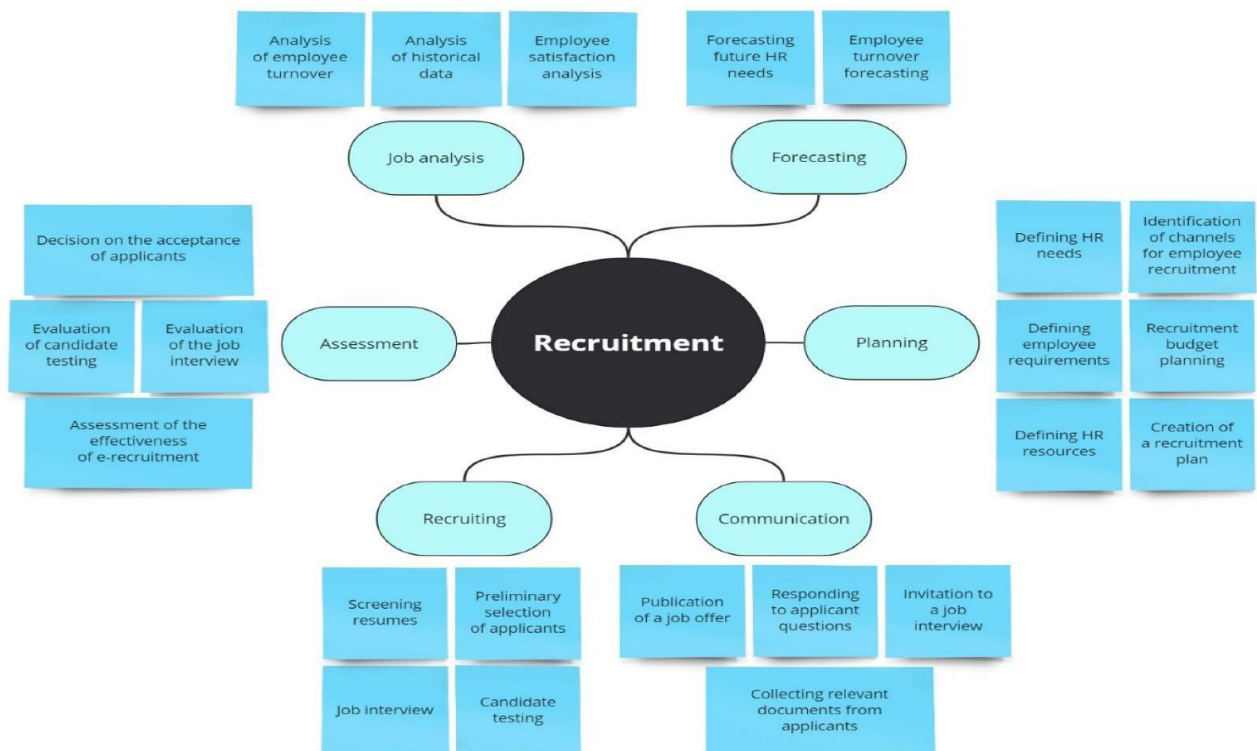 Analysis
of employee
turnover
Analysis
of historical
data
Employee
satisfaction
analysis
Forecasting
future HR
needs
Employee
turnover
forecasting
Job analysis
Forecasting
Decision on the acceptance
of applicants
Evaluation
of candidate
testing
Evaluation
of the job
interview
Assessment of the
effectiveness
of e-recruitment
Assessment
Recruitment
Planning
Defining HR
needs
Identification
of channels
for employee
recruitment
Defining
employee
requirements
Recruitment
budget
planning
Defining HR
resources
Creation of
a recruitment
plan
Recruiting
Communication
Screening
resumes
Preliminary
selection
of applicants
Job interview
Candidate
testing
Publication
of a job offer
Responding
to applicant
questions
Invitation to
a job
interview
Collecting relevant
documents from
applicants